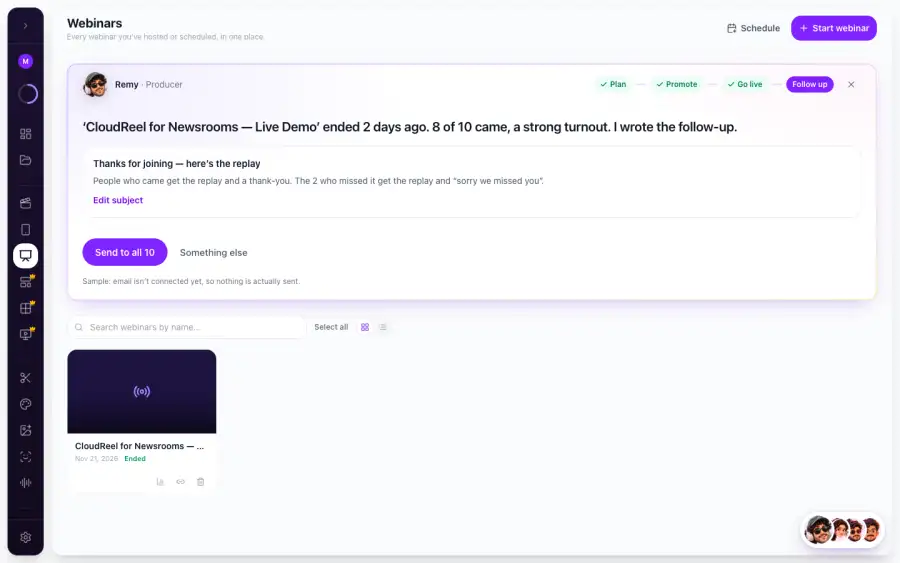 Webinars
Every webinar you've hosted or scheduled, in one place.
Schedule
+ Start webinar
M
Remy · Producer
Plan
Promote
Go live
Follow up
‘CloudReel for Newsrooms — Live Demo’ ended 2 days ago. 8 of 10 came, a strong turnout. I wrote the follow-up.
Thanks for joining — here's the replay
People who came get the replay and a thank-you. The 2 who missed it get the replay and “sorry we missed you”.
Edit subject
Send to all 10
Something else
Sample: email isn't connected yet, so nothing is actually sent.
Search webinars by name...
Select all
CloudReel for Newsrooms — ...
Nov 21, 2026 Ended